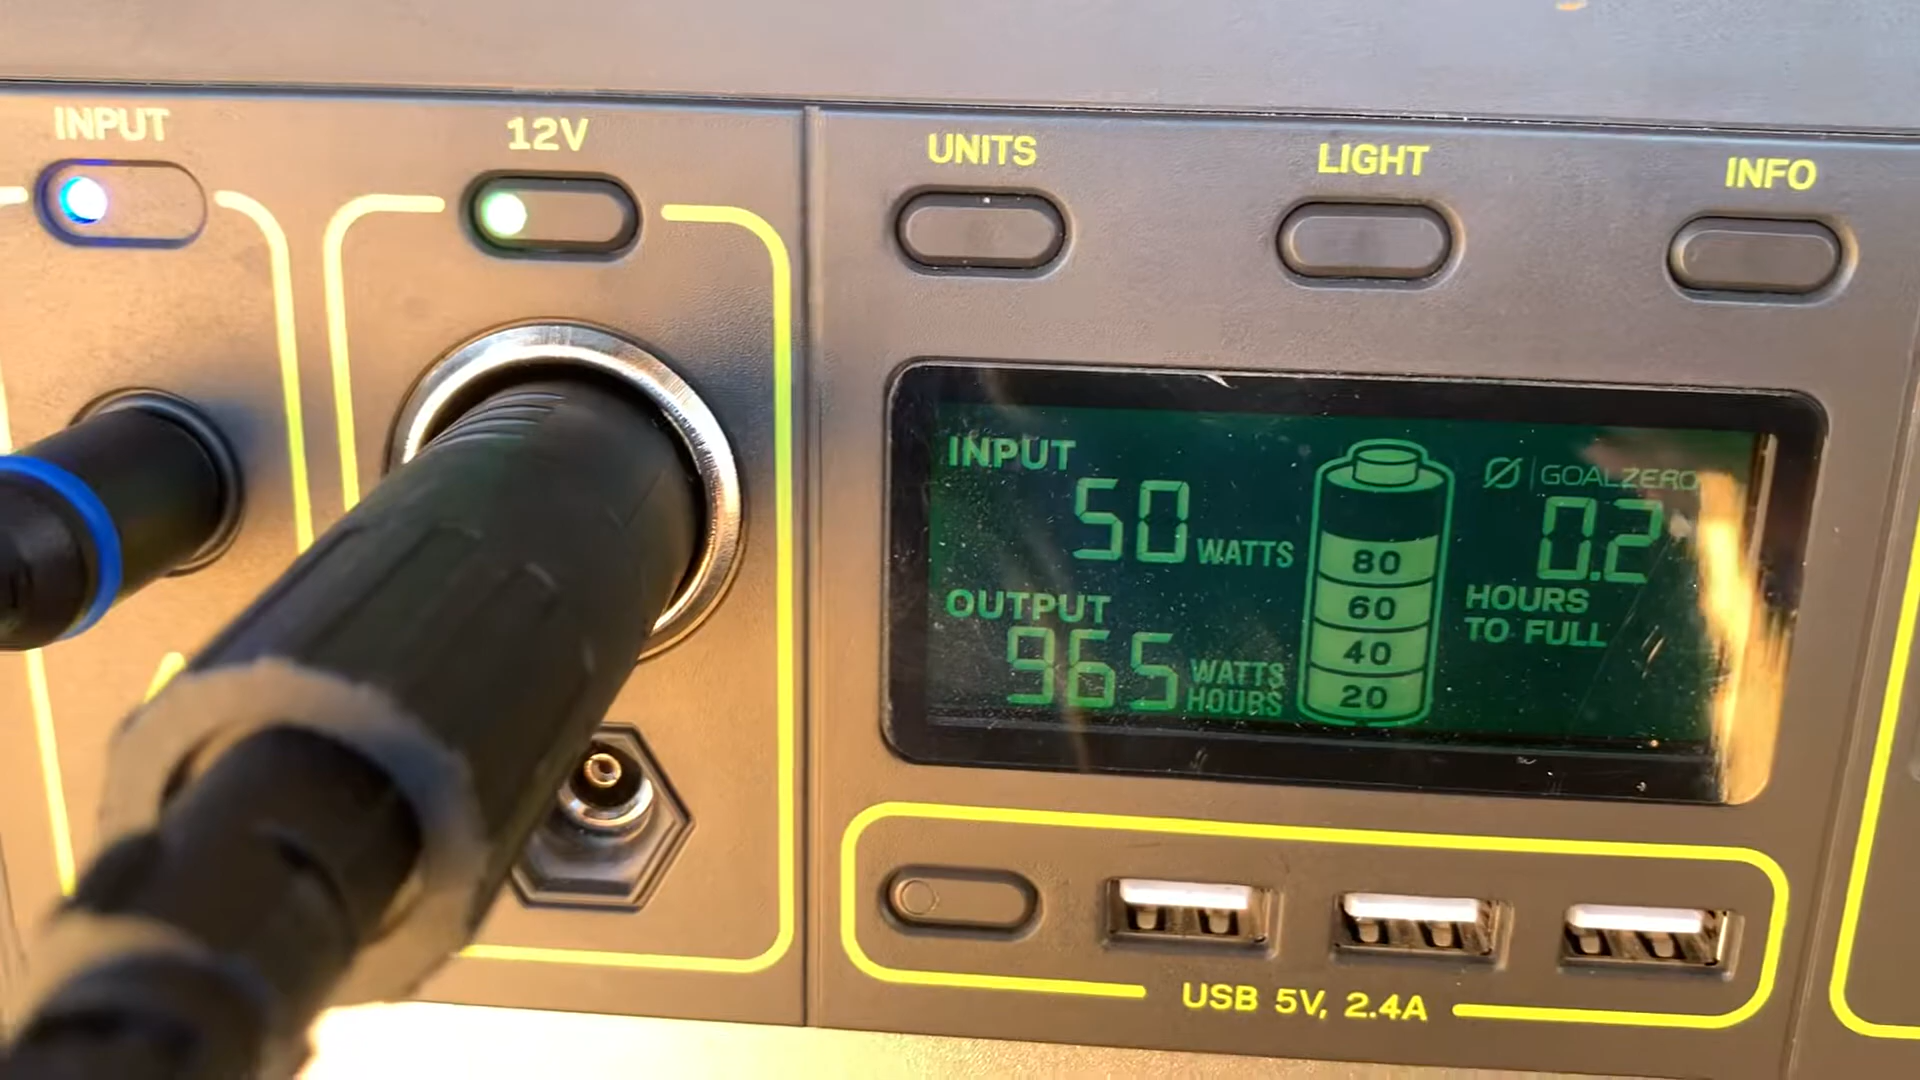 INPUT
12V
UNITS
LIGHT
INFO
INPUT
50 WATTS
OUTPUT
965 WATTS
HOURS
80
60
40
20
GOALZERO
0.2
HOURS
TO FULL
USB 5V, 2.4A